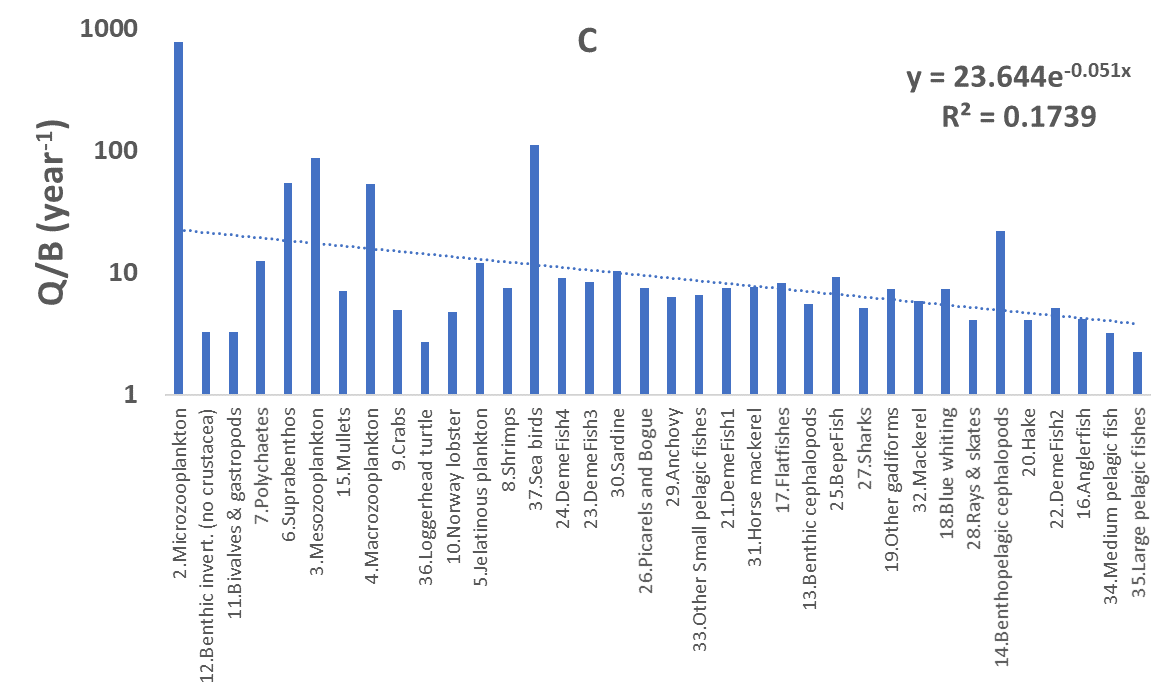 C
y = 23.644e^-0.051x
R² = 0.1739
Q/B (year⁻¹)
1000
100
10
1
2.Microzooplankton
12.Benthic invert. (no crustacea)
11.Bivalves & gastropods
7.Polychaetes
6.Suprabenthos
3.Mesozooplankton
15.Mullets
4.Macrozooplankton
9.Crabs
36.Loggerhead turtle
10.Norway lobster
5.Jelatinous plankton
8.Shrimps
37.Sea birds
24.DemeFish4
23.DemeFish3
30.Sardine
26.Picarels and Bogue
29.Anchovy
33.Other Small pelagic fishes
21.DemeFish1
31.Horse mackerel
17.Flatfishes
13.Benthic cephalopods
25.BepeFish
27.Sharks
19.Other gadiforms
32.Mackerel
18.Blue whiting
28.Rays & skates
14.Benthopelagic cephalopods
20.Hake
22.DemeFish2
16.Anglerfish
34.Medium pelagic fish
35.Large pelagic fishes